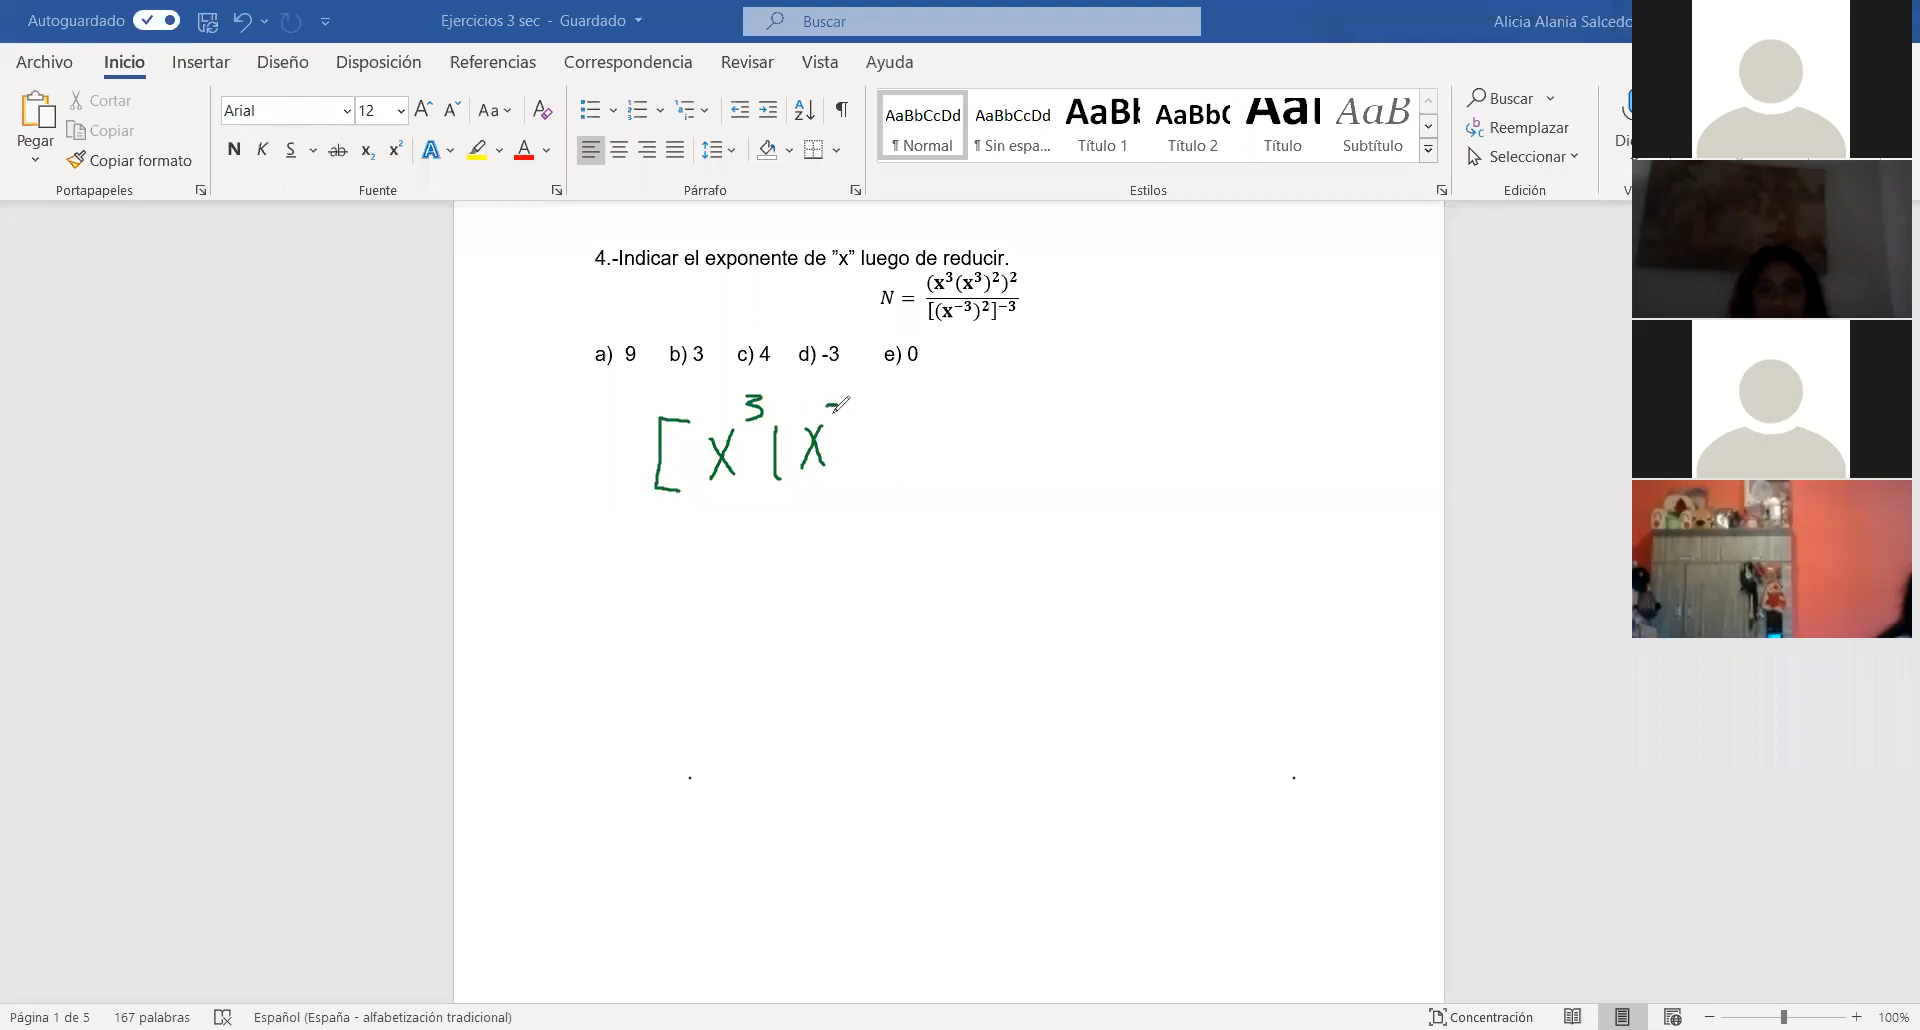 Autoguardado Ejercicios 3 sec - Guardado Buscar Alicia Alania Salcedo
Archivo Inicio Insertar Diseño Disposición Referencias Correspondencia Revisar Vista Ayuda
Pegar
Cortar
Copiar
Copiar formato
Portapapeles
Arial 12
Fuente
Párrafo
AaBbCcDd AaBbCcDd AaBb AaBbC AaB AaB
¶ Normal ¶ Sin espa... Título 1 Título 2 Título Subtítulo
Estilos
Buscar
Reemplazar
Seleccionar
Edición
4.-Indicar el exponente de ”x” luego de reducir.
N = (x³(x³)²)² / [(x⁻³)²]⁻³
a) 9 b) 3 c) 4 d) -3 e) 0
[ x³ ( x
Página 1 de 5 167 palabras Español (España - alfabetización tradicional) Concentración 100%